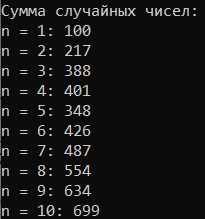 Сумма случайных чисел:
n = 1: 100
n = 2: 217
n = 3: 388
n = 4: 401
n = 5: 348
n = 6: 426
n = 7: 487
n = 8: 554
n = 9: 634
n = 10: 699